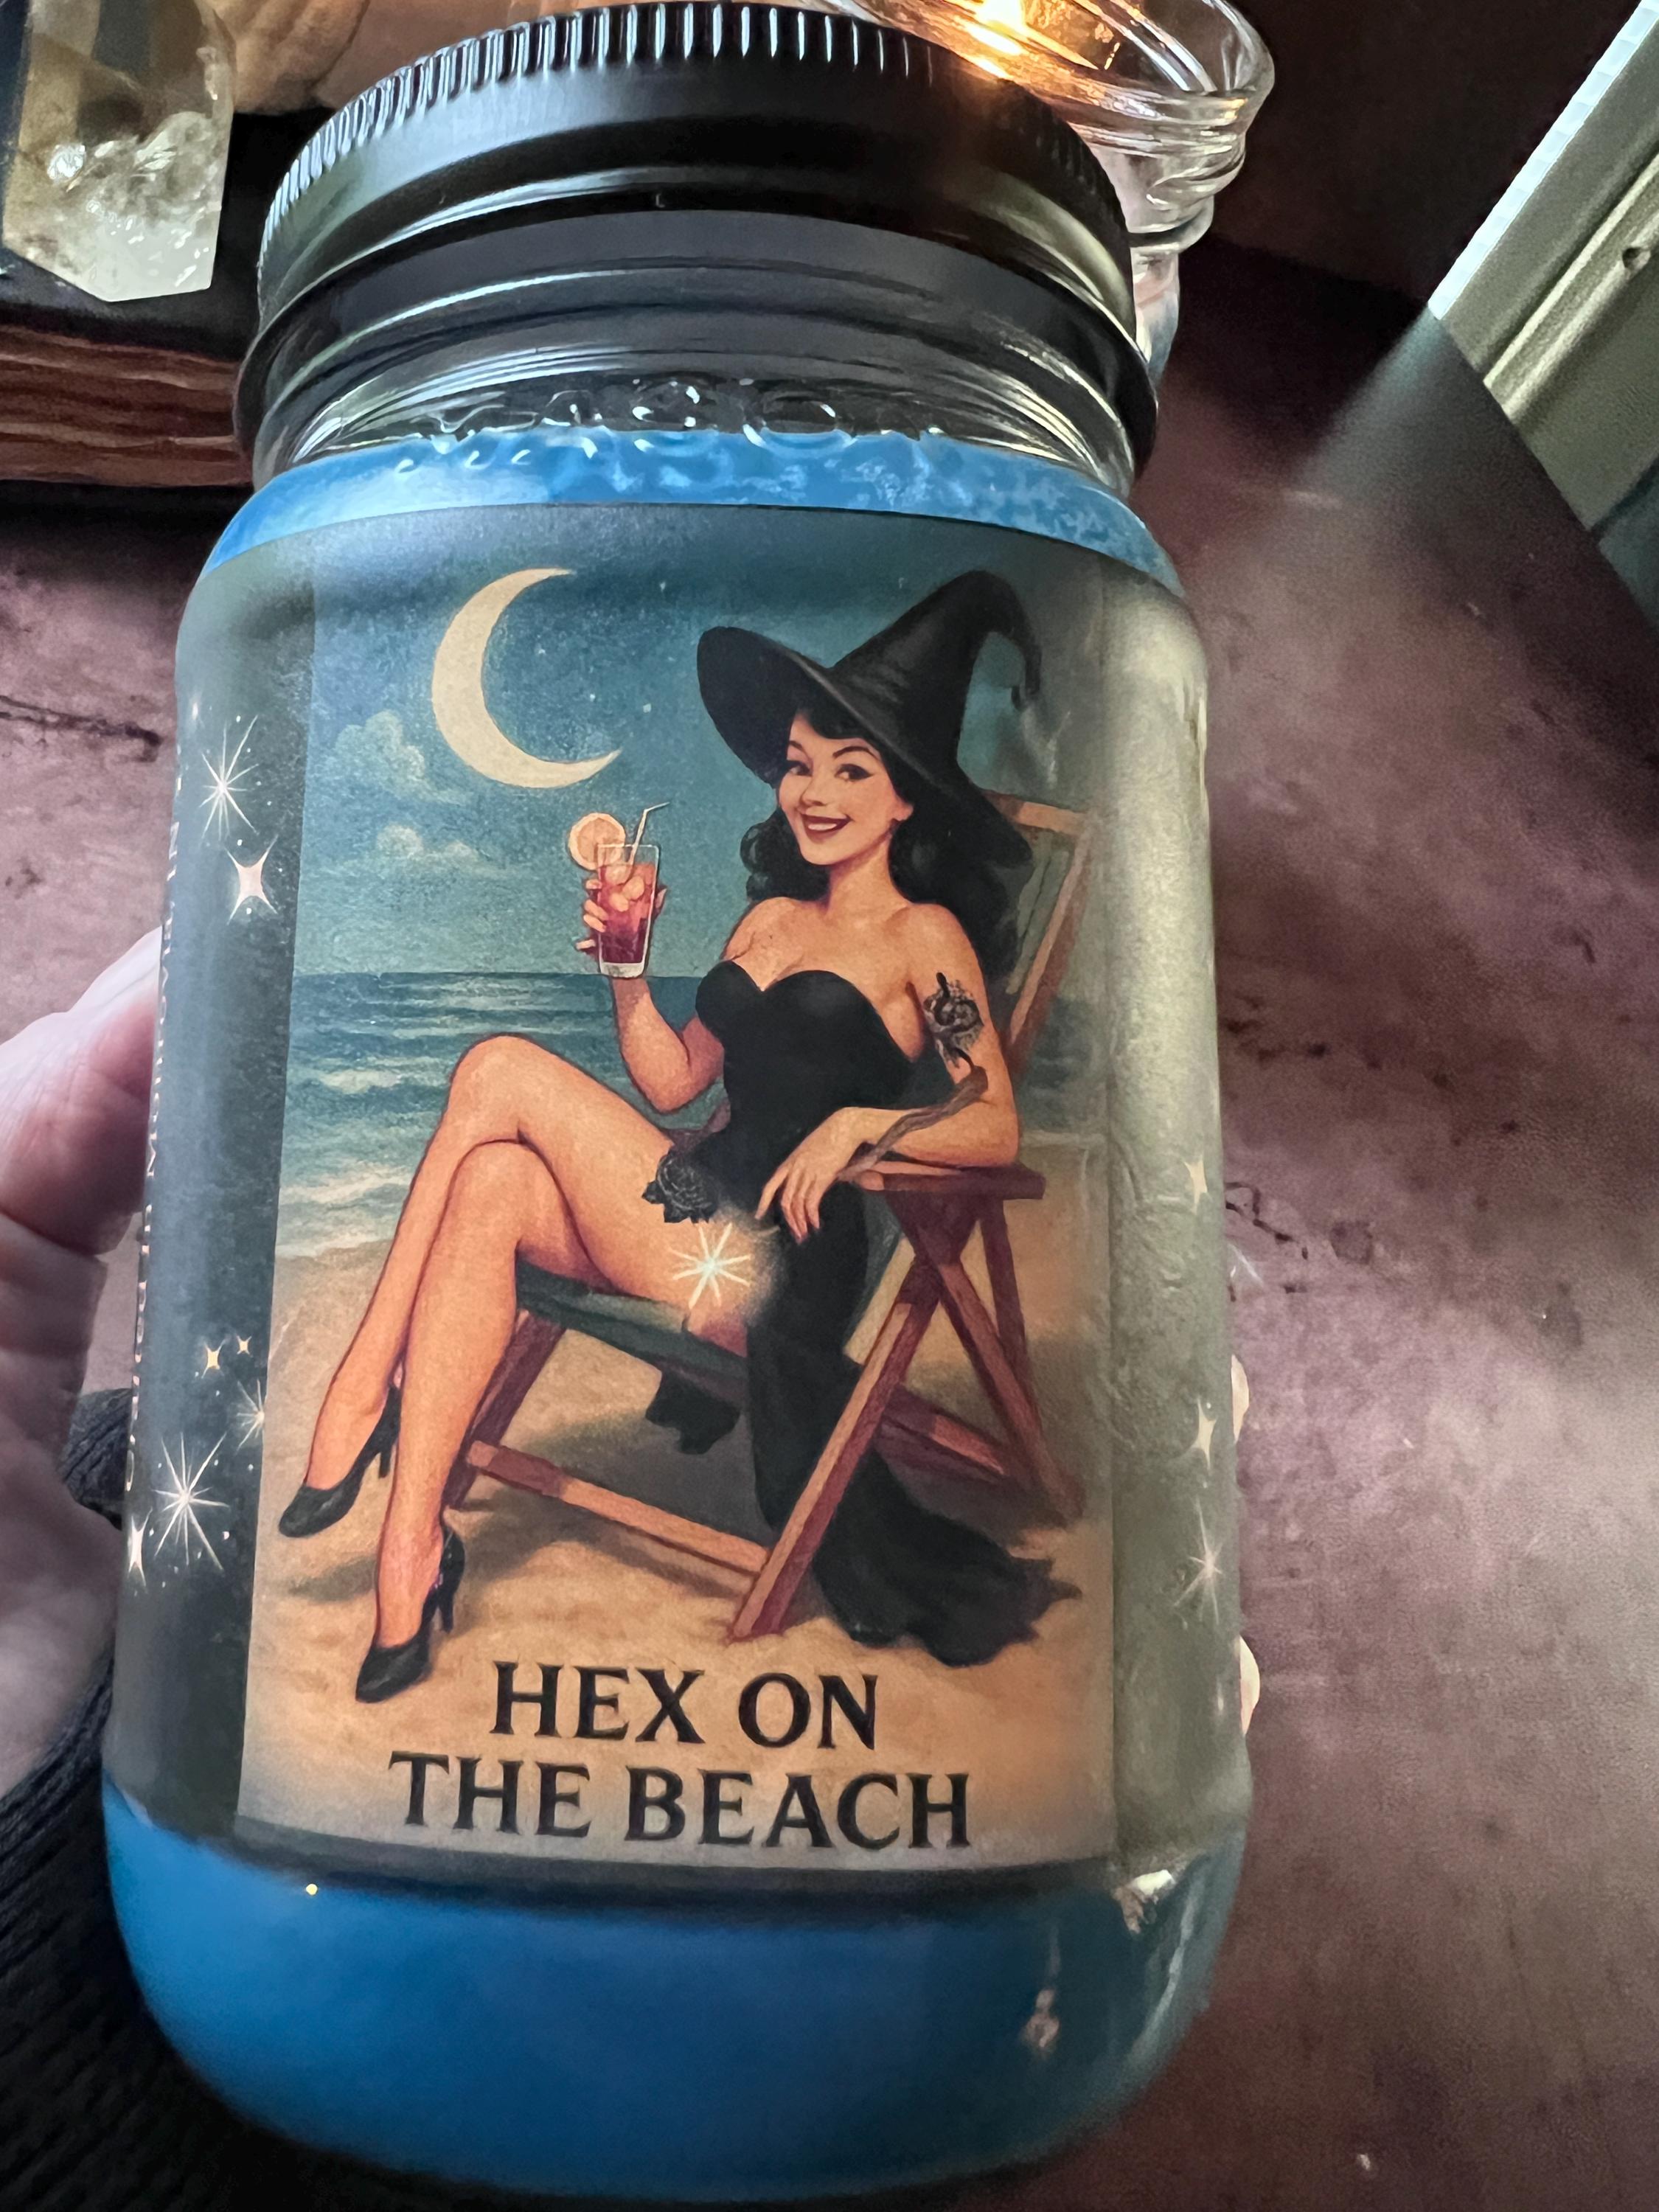 HEX ON
THE BEACH